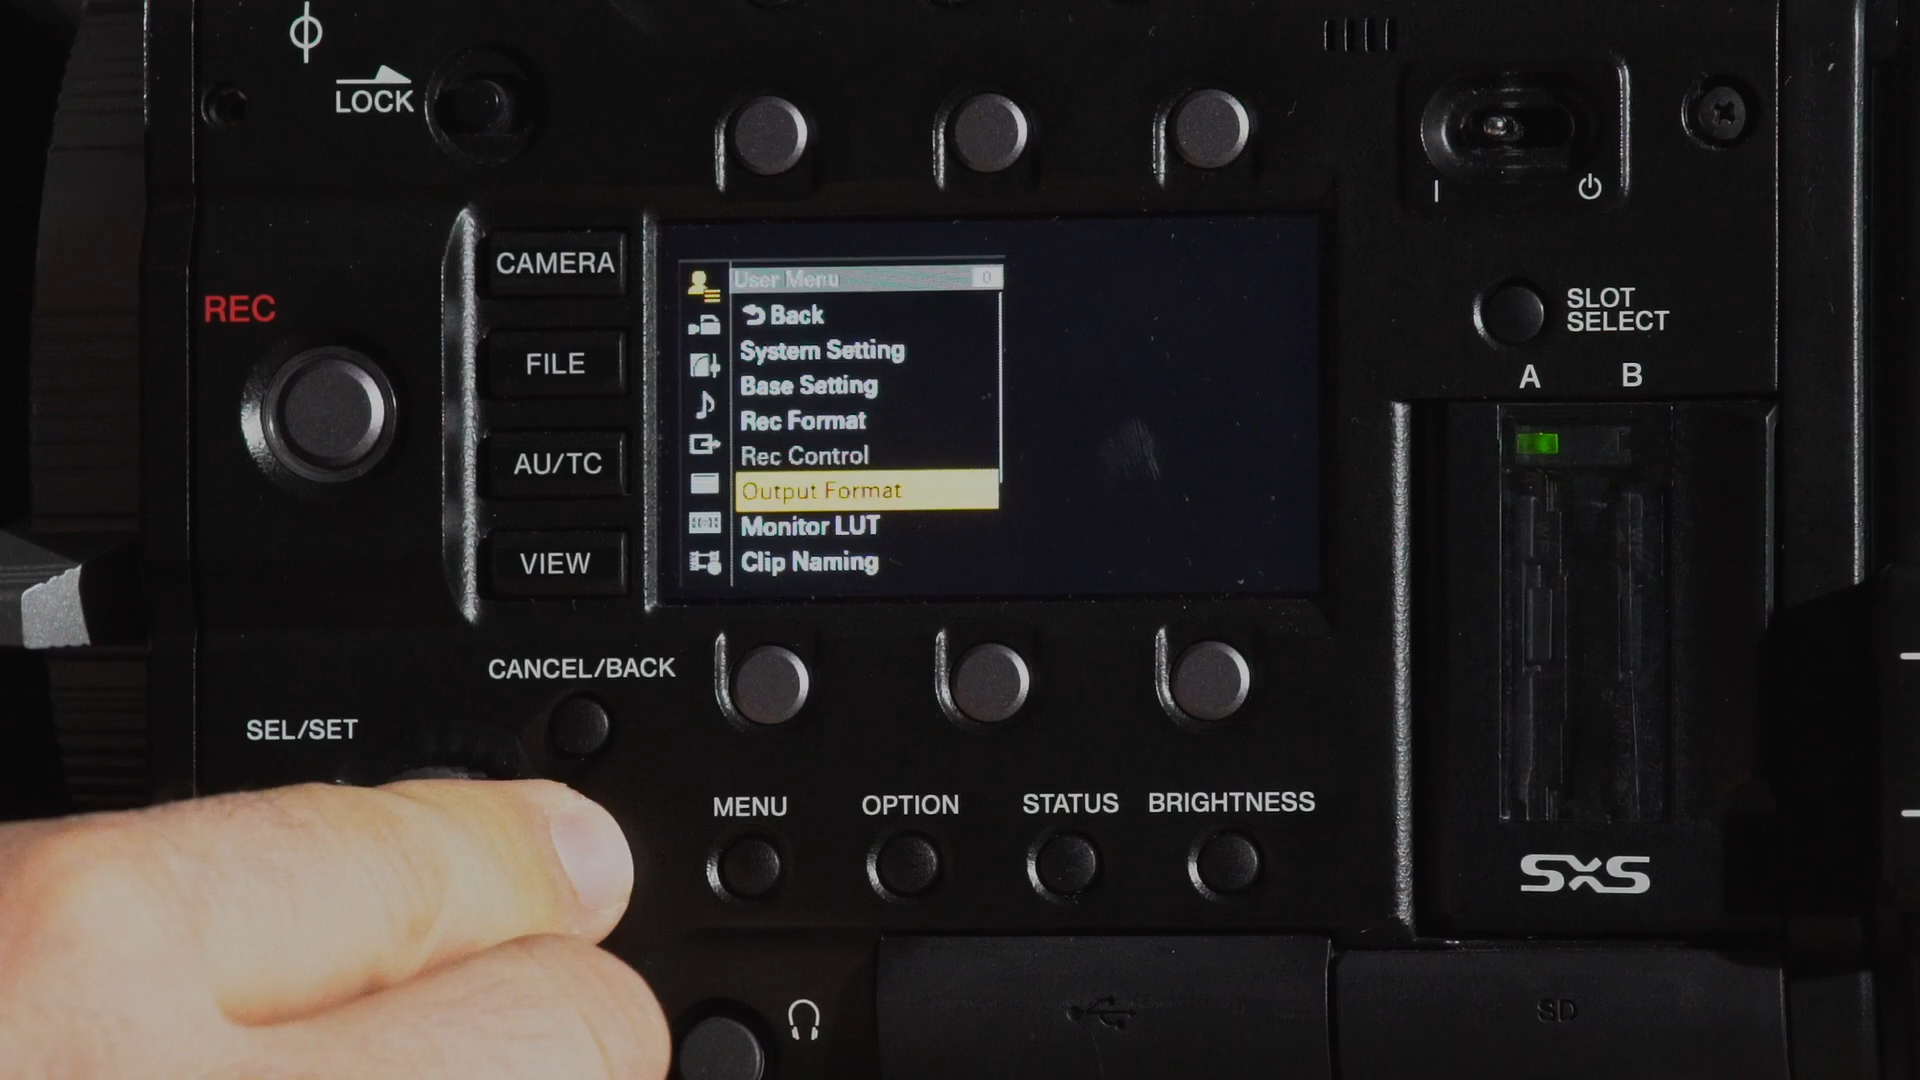 LOCK
REC
CAMERA
FILE
AU/TC
VIEW
User Menu 0
Back
System Setting
Base Setting
Rec Format
Rec Control
Output Format
Monitor LUT
Clip Naming
SLOT
SELECT
A B
CANCEL/BACK
SEL/SET
MENU OPTION STATUS BRIGHTNESS
SXS
SD